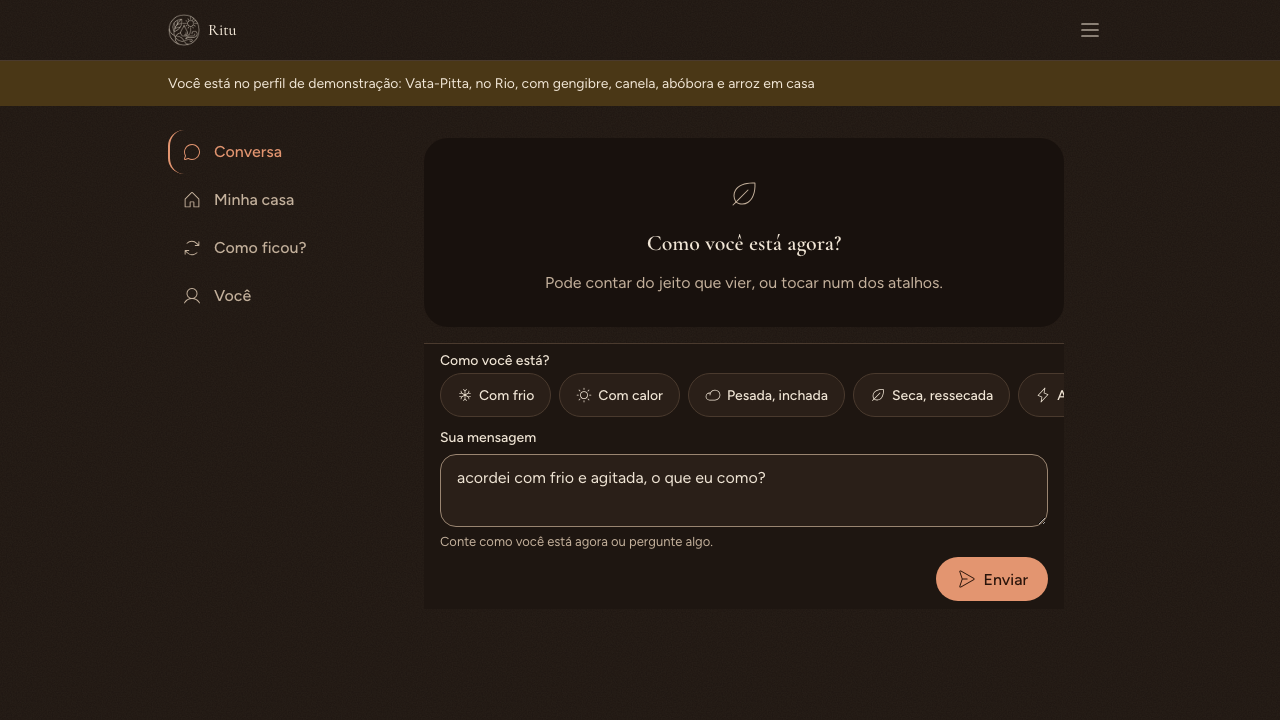 Ritu
Você está no perfil de demonstração: Vata-Pitta, no Rio, com gengibre, canela, abóbora e arroz em casa
Conversa
Minha casa
Como ficou?
Você
Como você está agora?
Pode contar do jeito que vier, ou tocar num dos atalhos.
Como você está?
Com frio
Com calor
Pesada, inchada
Seca, ressecada
Sua mensagem
acordei com frio e agitada, o que eu como?
Conte como você está agora ou pergunte algo.
Enviar